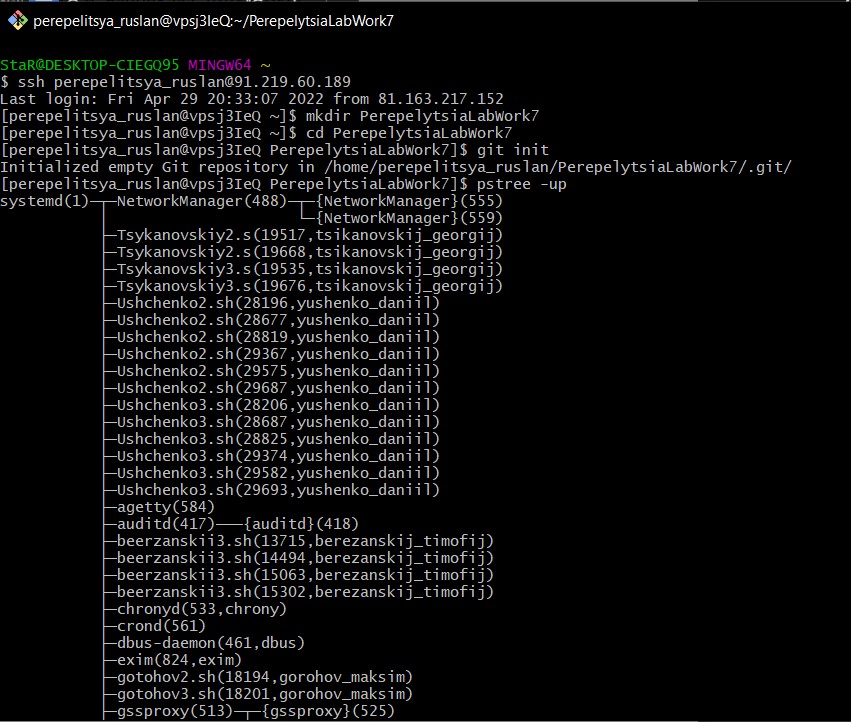 perepelitsya_ruslan@vpsj3IeQ:~/PerepelytsiaLabWork7
StaR@DESKTOP-CIEGQ95 MINGW64 ~
$ ssh perepelitsya_ruslan@91.219.60.189
Last login: Fri Apr 29 20:33:07 2022 from 81.163.217.152
[perepelitsya_ruslan@vpsj3IeQ ~]$ mkdir PerepelytsiaLabWork7
[perepelitsya_ruslan@vpsj3IeQ ~]$ cd PerepelytsiaLabWork7
[perepelitsya_ruslan@vpsj3IeQ PerepelytsiaLabWork7]$ git init
Initialized empty Git repository in /home/perepelitsya_ruslan/PerepelytsiaLabWork7/.git/
[perepelitsya_ruslan@vpsj3IeQ PerepelytsiaLabWork7]$ pstree -up
systemd(1)─┬─NetworkManager(488)─┬─{NetworkManager}(555)
           │                     └─{NetworkManager}(559)
           ├─Tsykanovskiy2.s(19517,tsikanovskij_georgij)
           ├─Tsykanovskiy2.s(19668,tsikanovskij_georgij)
           ├─Tsykanovskiy3.s(19535,tsikanovskij_georgij)
           ├─Tsykanovskiy3.s(19676,tsikanovskij_georgij)
           ├─Ushchenko2.sh(28196,yushenko_daniil)
           ├─Ushchenko2.sh(28677,yushenko_daniil)
           ├─Ushchenko2.sh(28819,yushenko_daniil)
           ├─Ushchenko2.sh(29367,yushenko_daniil)
           ├─Ushchenko2.sh(29575,yushenko_daniil)
           ├─Ushchenko2.sh(29687,yushenko_daniil)
           ├─Ushchenko3.sh(28206,yushenko_daniil)
           ├─Ushchenko3.sh(28687,yushenko_daniil)
           ├─Ushchenko3.sh(28825,yushenko_daniil)
           ├─Ushchenko3.sh(29374,yushenko_daniil)
           ├─Ushchenko3.sh(29582,yushenko_daniil)
           ├─Ushchenko3.sh(29693,yushenko_daniil)
           ├─agetty(584)
           ├─auditd(417)───{auditd}(418)
           ├─beerzanskii3.sh(13715,berezanskij_timofij)
           ├─beerzanskii3.sh(14494,berezanskij_timofij)
           ├─beerzanskii3.sh(15063,berezanskij_timofij)
           ├─beerzanskii3.sh(15302,berezanskij_timofij)
           ├─chronyd(533,chrony)
           ├─crond(561)
           ├─dbus-daemon(461,dbus)
           ├─exim(824,exim)
           ├─gotohov2.sh(18194,gorohov_maksim)
           ├─gotohov3.sh(18201,gorohov_maksim)
           ├─gssproxy(513)─┬─{gssproxy}(525)